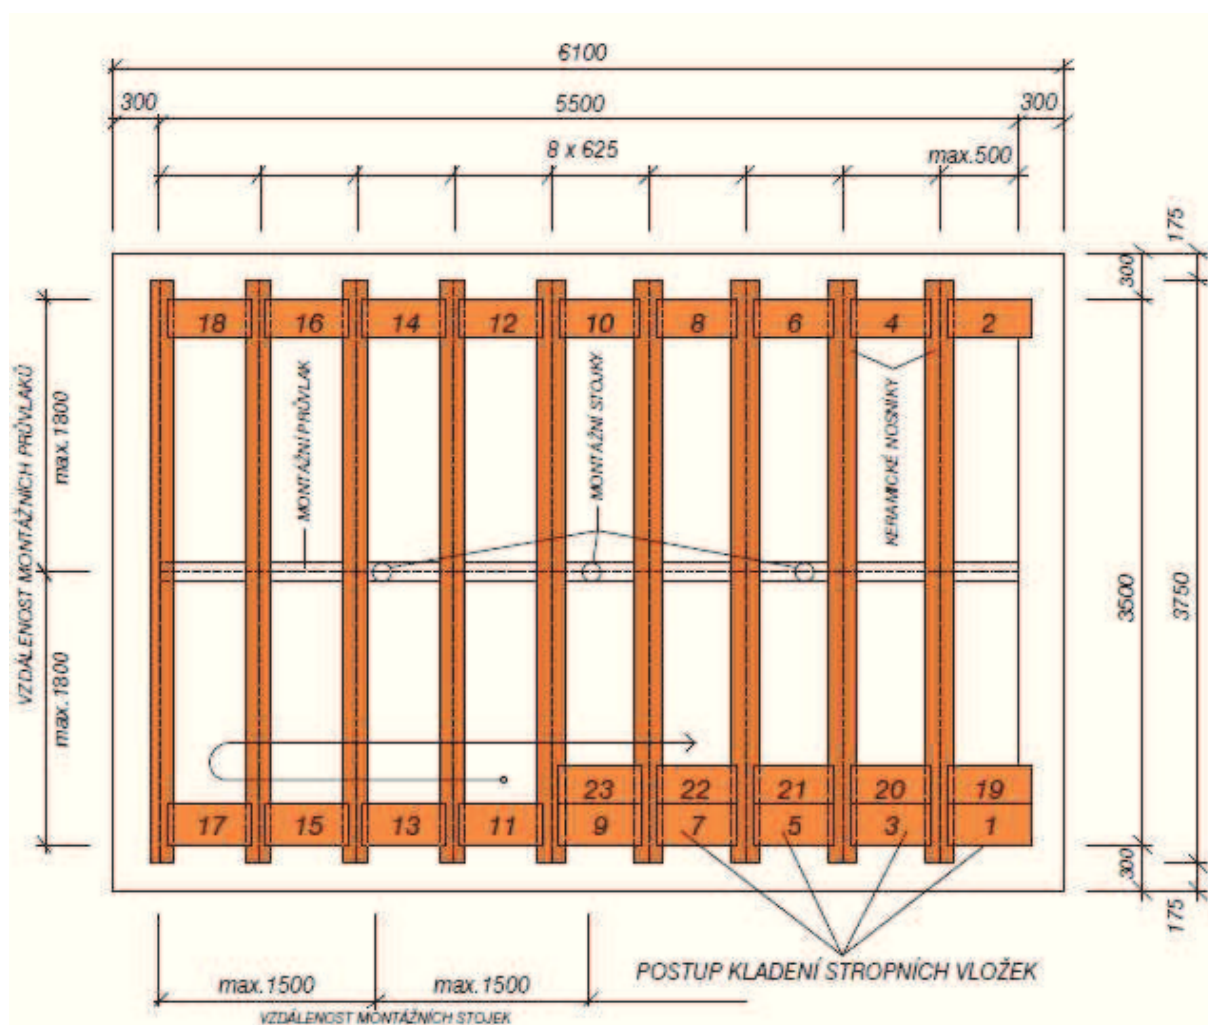 6100
300 5500 300
8 x 625 max.500
175
300
18 16 14 12 10 8 6 4 2
VZDÁLENOST MONTÁŽNÍCH PRŮVLAKŮ
max.1800
MONTÁŽNÍ PRŮVLAK
MONTÁŽNÍ STOJKY
KERAMICKÉ NOSNÍKY
3500
3750
max.1800
23 22 21 20 19
17 15 13 11 9 7 5 3 1
300
175
POSTUP KLADENÍ STROPNÍCH VLOŽEK
max.1500 max.1500
VZDÁLENOST MONTÁŽNÍCH STOJEK